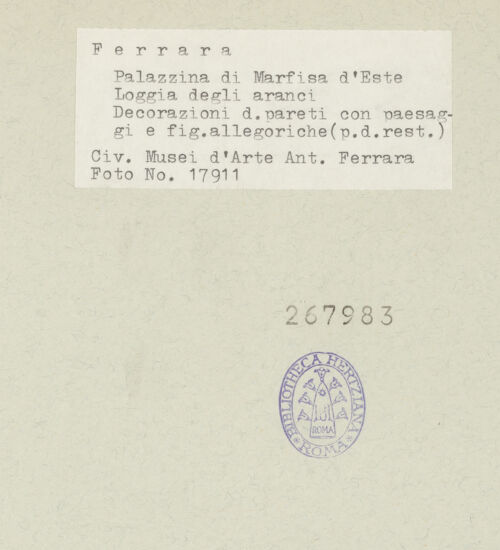 Ferrara
Palazzina di Marfisa d'Este
Loggia degli aranci
Decorazioni d.pareti con paesag-
gi e fig.allegoriche(p.d.rest.)
Civ. Musei d'Arte Ant. Ferrara
Foto No. 17911
267983
BIBLIOTHECA HERTZIANA
ROMA
* ROMA *